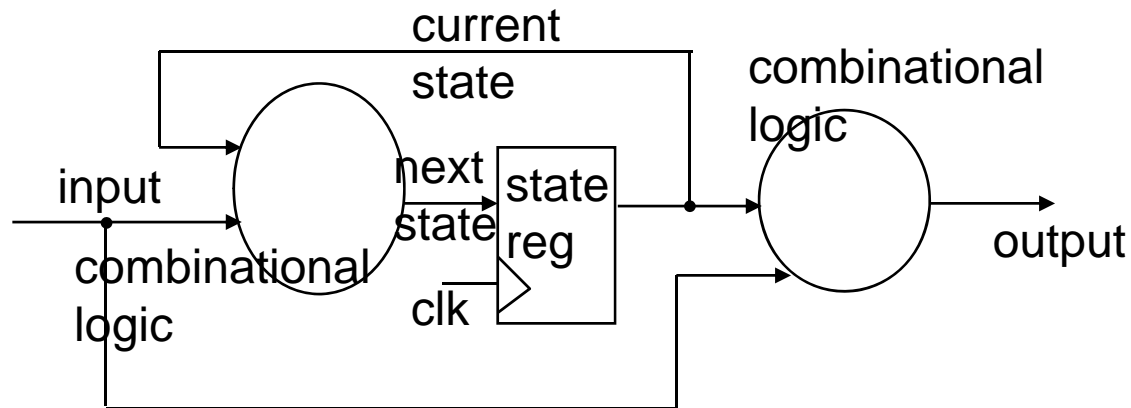 current
state
combinational
logic
next
state
input
state
reg
combinational
logic
clk
output